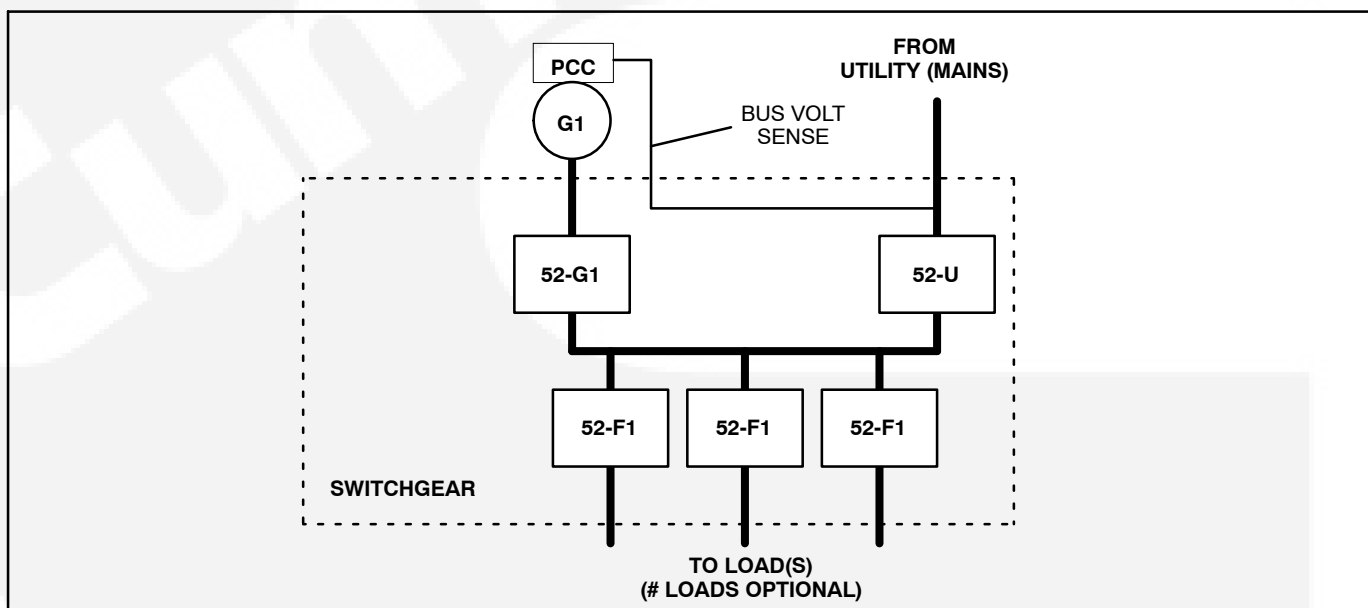 FROM
UTILITY (MAINS)
PCC
G1
BUS VOLT
SENSE
52-G1
52-U
52-F1
52-F1
52-F1
SWITCHGEAR
TO LOAD(S)
(# LOADS OPTIONAL)